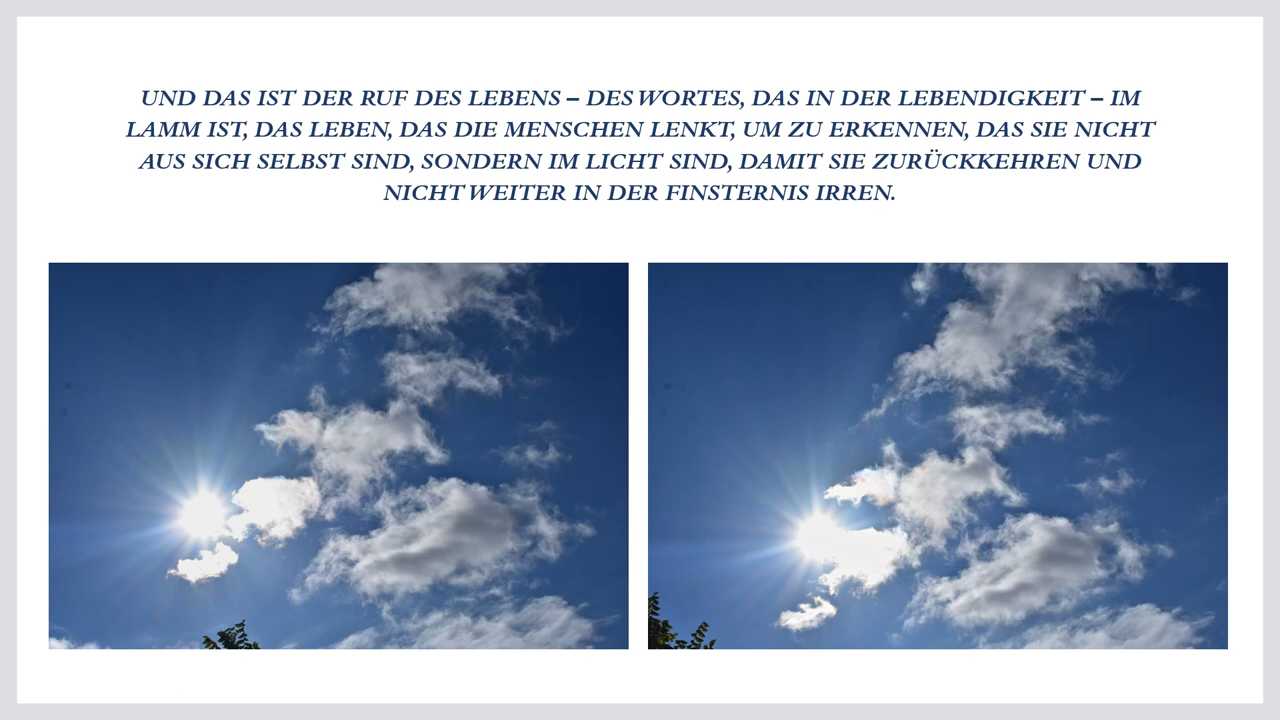 UND DAS IST DER RUF DES LEBENS – DES WORTES, DAS IN DER LEBENDIGKEIT – IM
LAMM IST, DAS LEBEN, DAS DIE MENSCHEN LENKT, UM ZU ERKENNEN, DAS SIE NICHT
AUS SICH SELBST SIND, SONDERN IM LICHT SIND, DAMIT SIE ZURÜCKKEHREN UND
NICHT WEITER IN DER FINSTERNIS IRREN.